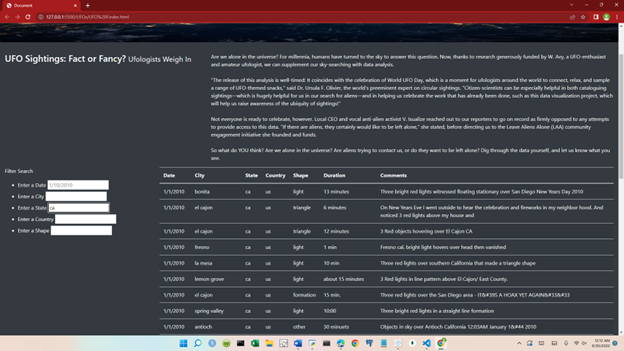 Document
127.0.0.1:5500/UFOs/UFO%20Finder/index.html
UFO Sightings: Fact or Fancy? Ufologists Weigh In
Are we alone in the universe? For millennia, humans have turned to the sky to answer this question. Now, thanks to research generously funded by W. Avy, a UFO-enthusiast
and amateur ufologist, we can supplement our sky-searching with data analysis.
"The release of this analysis is well-timed: It coincides with the celebration of World UFO Day, which is a moment for ufologists around the world to connect, relax, and sample
a range of UFO-themed snacks," said Dr. Ursula F. Olivier, the world's preeminent expert on circular sightings. "Citizen-scientists can be especially helpful in both cataloguing
sightings—which is hugely helpful for us in our search for aliens—and in helping us celebrate the work that has already been done, such as this data visualization project, which
will help us raise awareness of the ubiquity of sightings!"
Not everyone is ready to celebrate, however. Local CEO and vocal anti-alien activist V. Isualize reached out to our reporters to go on record as firmly opposed to any attempts
to provide access to this data. "If there are aliens, they certainly would like to be left alone," she stated, before directing us to the Leave Aliens Alone (LAA) community
engagement initiative she founded and funds.
So what do YOU think? Are we alone in the universe? Are aliens trying to contact us, or do they want to be left alone? Dig through the data yourself, and let us know what you
see.
Filter Search
Enter a Date 1/10/2010
Enter a City
Enter a State ca
Enter a Country
Enter a Shape
Date City State Country Shape Duration Comments
1/1/2010 bonita ca us light 13 minutes Three bright red lights witnessed floating stationary over San Diego New Years Day 2010
1/1/2010 el cajon ca us triangle 6 minutes On New Years Eve I went outside to hear the celebration and fireworks in my neighbor hood. And
noticed 3 red lights above my house and
1/1/2010 el cajon ca us triangle 12 minutes 3 Red objects hovering over El Cajon CA
1/1/2010 fresno ca us light 1 min Fresno cal. bright light hovers over head then vanished
1/1/2010 la mesa ca us light 10 min Three red lights over southern California that made a triangle shape
1/1/2010 lemon grove ca us light about 15 minutes 3 Red lights in line pattern above El Cajon/ East County.
1/1/2010 el cajon ca us formation 15 min. Three red lights over the San Diego area - IT&#39S A HOAX YET AGAIN&#33&#33
1/1/2010 spring valley ca us light 10:00 Three bright red lights in a straight line formation
1/1/2010 antioch ca us other 30 minutes Objects in sky over Antioch California 12:03AM January 1&#44 2010
12:12 AM
8/30/2022